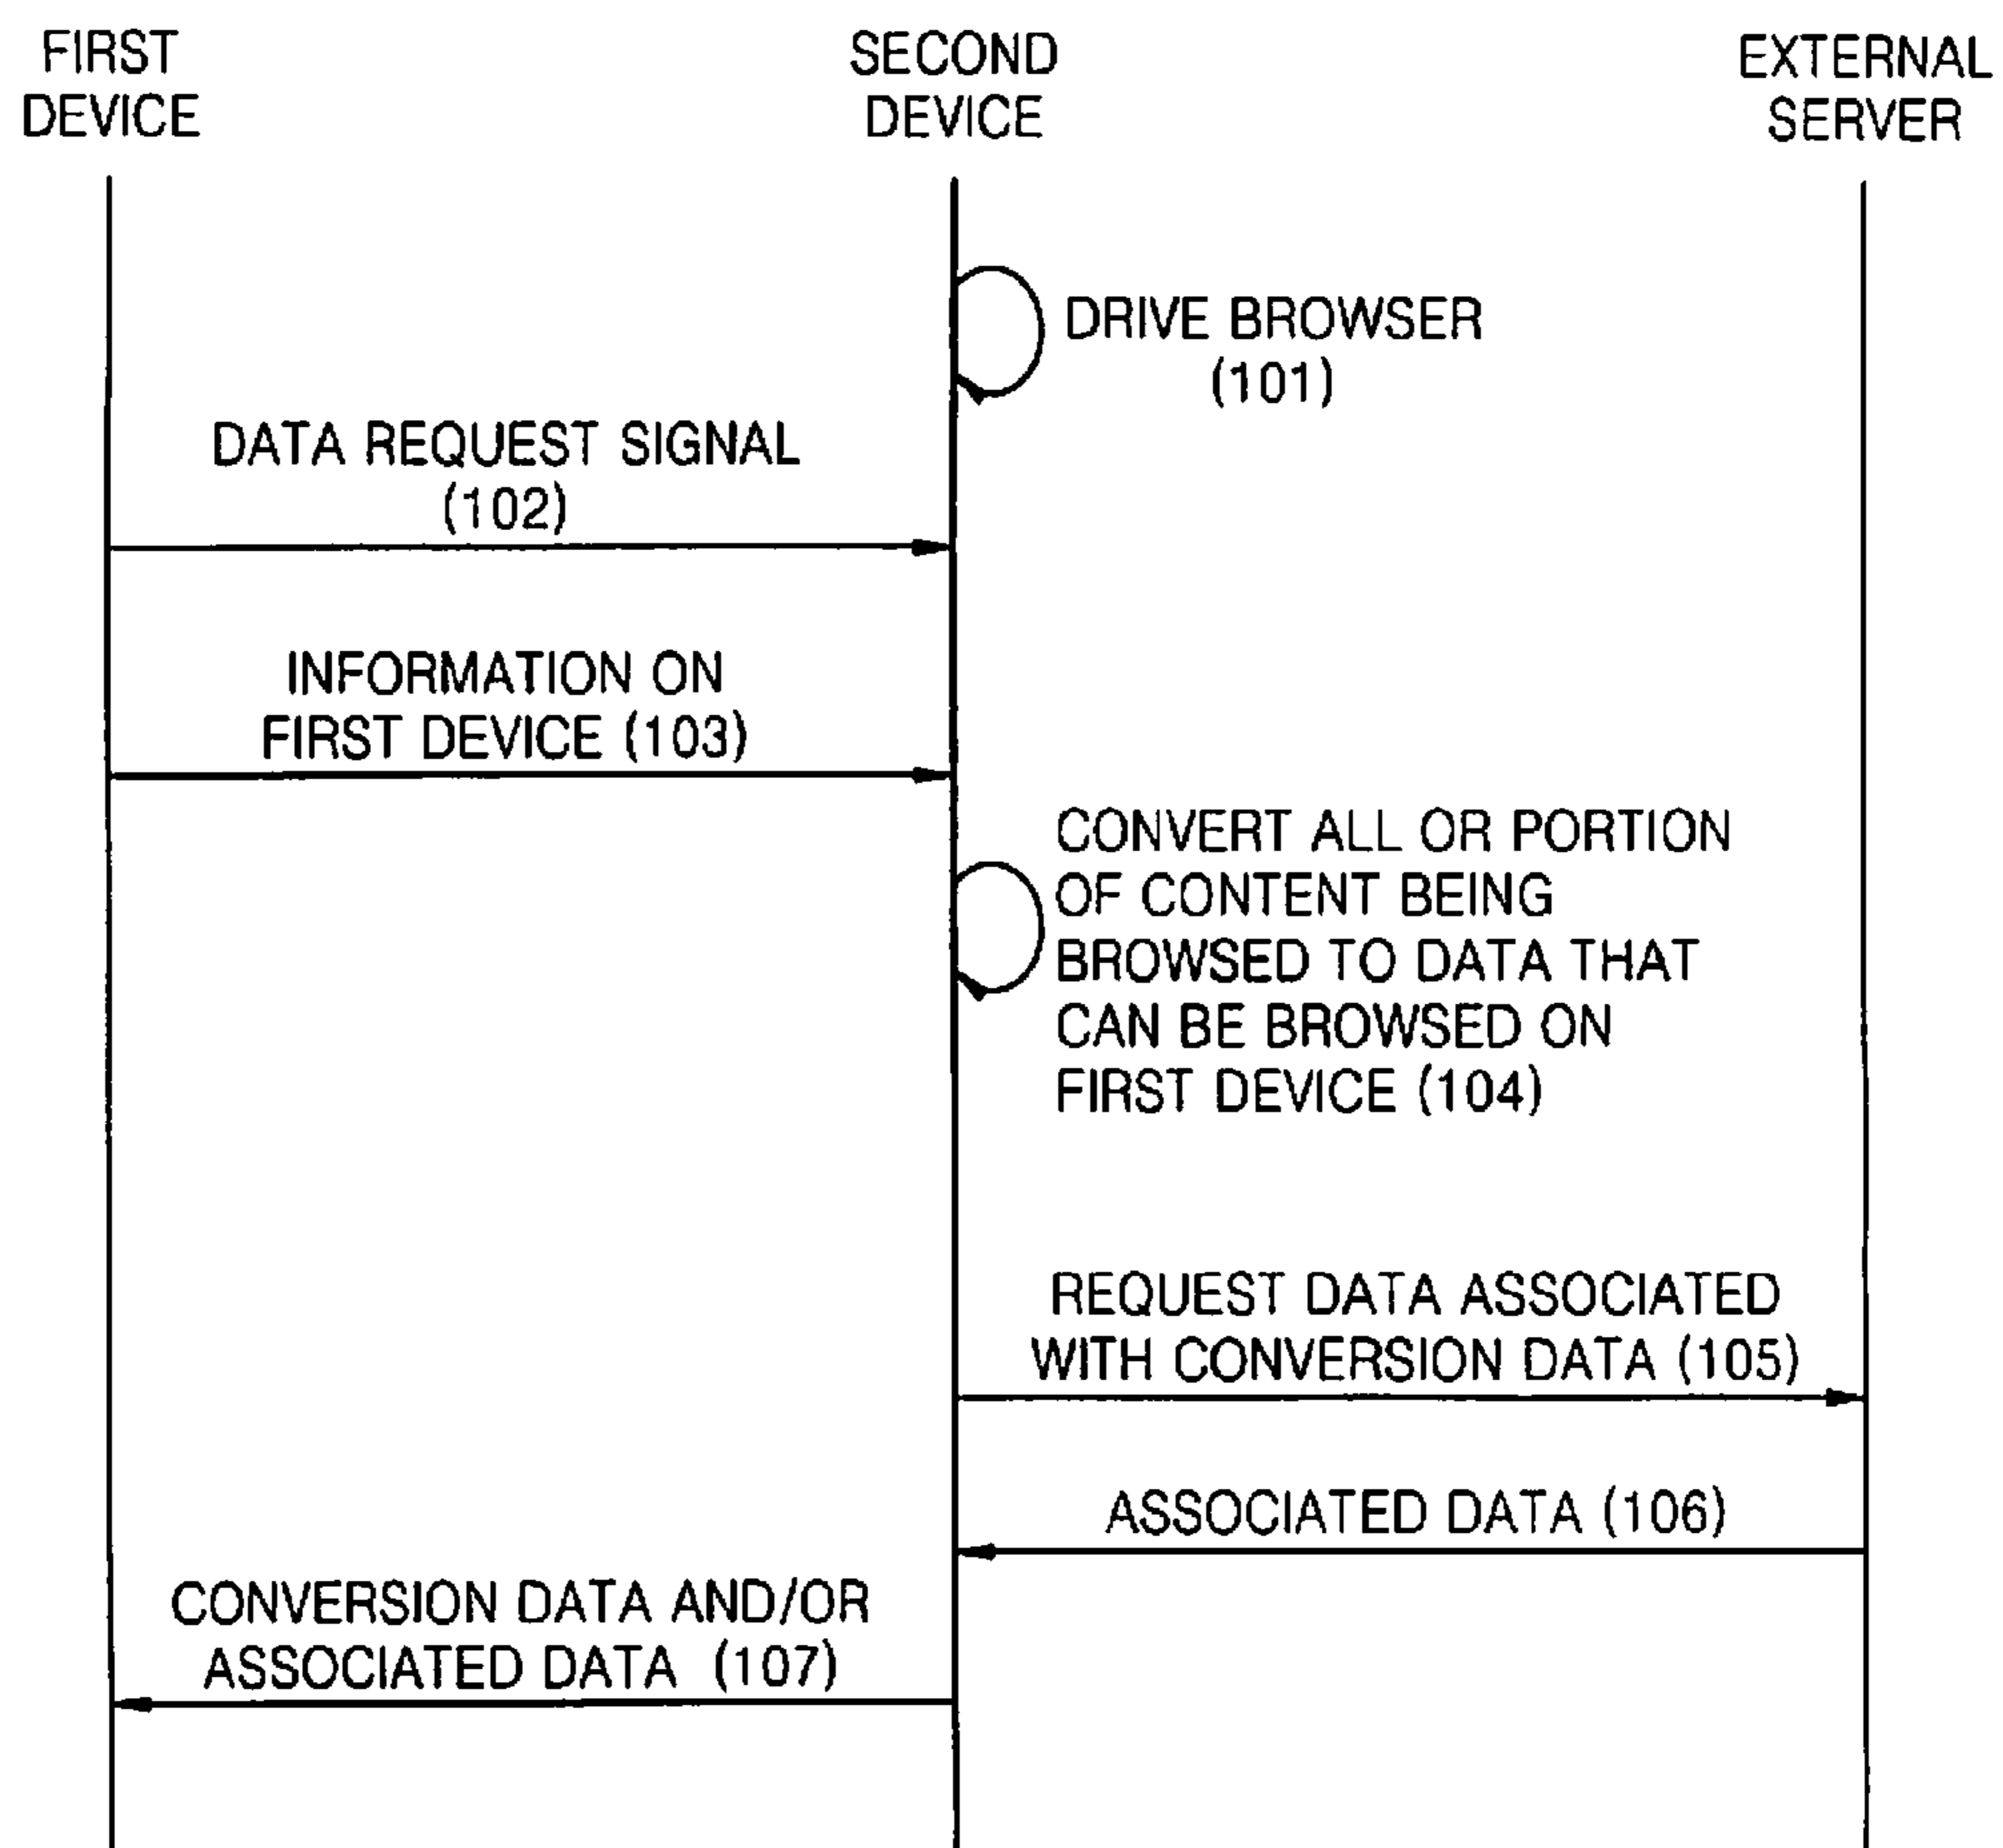 FIRST
DEVICE
SECOND
DEVICE
EXTERNAL
SERVER
DRIVE BROWSER
(101)
DATA REQUEST SIGNAL
(102)
INFORMATION ON
FIRST DEVICE (103)
CONVERT ALL OR PORTION
OF CONTENT BEING
BROWSED TO DATA THAT
CAN BE BROWSED ON
FIRST DEVICE (104)
REQUEST DATA ASSOCIATED
WITH CONVERSION DATA (105)
ASSOCIATED DATA (106)
CONVERSION DATA AND/OR
ASSOCIATED DATA (107)